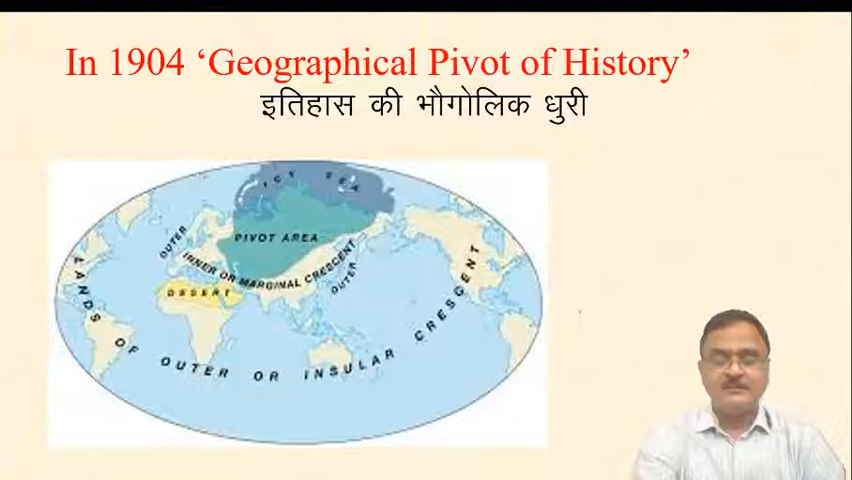 In 1904 ‘Geographical Pivot of History’
इतिहास की भौगोलिक धुरी
ICY SEA
PIVOT AREA
OUTER
INNER OR MARGINAL CRESCENT
OUTER
DESERT
LANDS OF OUTER OR INSULAR CRESCENT